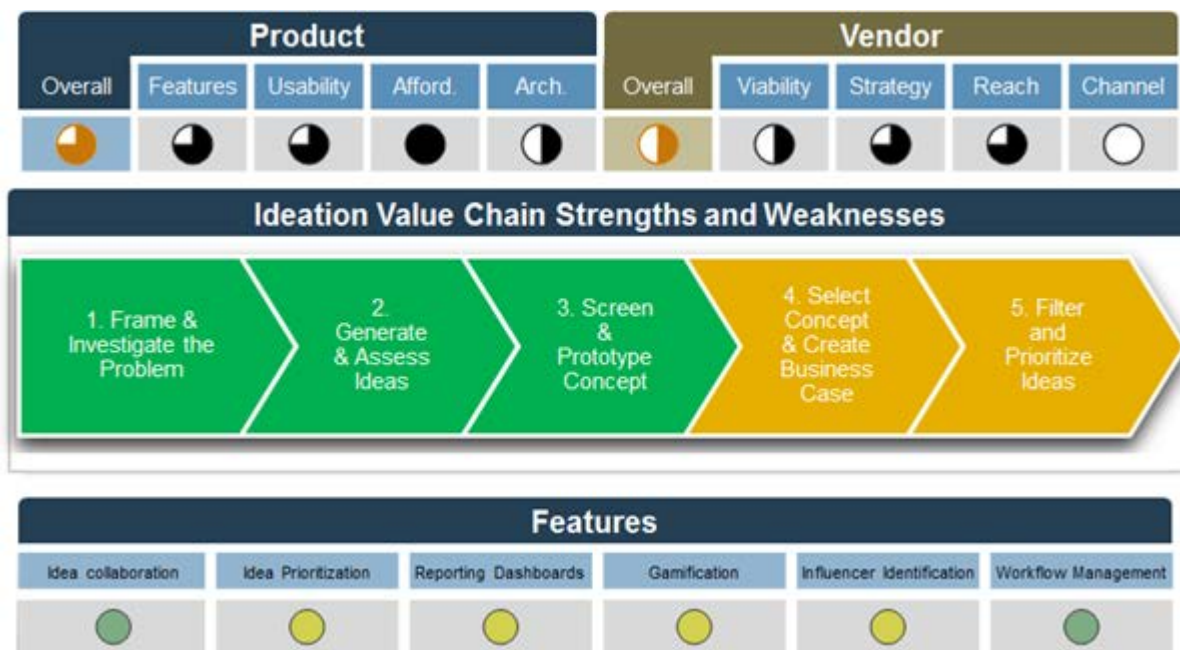 Product Vendor
Overall Features Usability Afford. Arch. Overall Viability Strategy Reach Channel
Ideation Value Chain Strengths and Weaknesses
1. Frame &
Investigate the
Problem
2.
Generate
& Assess
Ideas
3. Screen
&
Prototype
Concept
4. Select
Concept
& Create
Business
Case
5. Filter
and
Prioritize
Ideas
Features
Idea collaboration Idea Prioritization Reporting Dashboards Gamification Influencer Identification Workflow Management